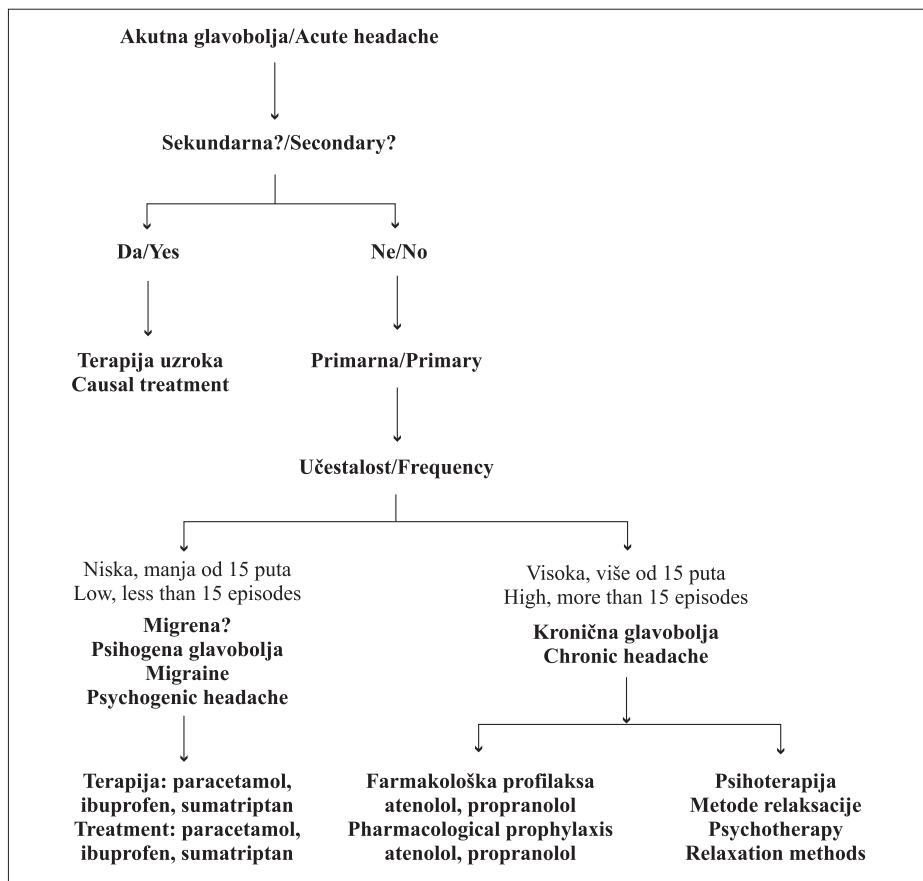 Akutna glavobolja/Acute headache
Sekundarna?/Secondary?
Da/Yes
Ne/No
Terapija uzroka
Causal treatment
Primarna/Primary
Učestalost/Frequency
Niska, manja od 15 puta
Low, less than 15 episodes
Migrena?
Psihogena glavobolja
Migraine
Psychogenic headache
Visoka, više od 15 puta
High, more than 15 episodes
Kronična glavobolja
Chronic headache
Terapija: paracetamol,
ibuprofen, sumatriptan
Treatment: paracetamol,
ibuprofen, sumatriptan
Farmakološka profilaksa
atenolol, propranolol
Pharmacological prophylaxis
atenolol, propranolol
Psihoterapija
Metode relaksacije
Psychotherapy
Relaxation methods